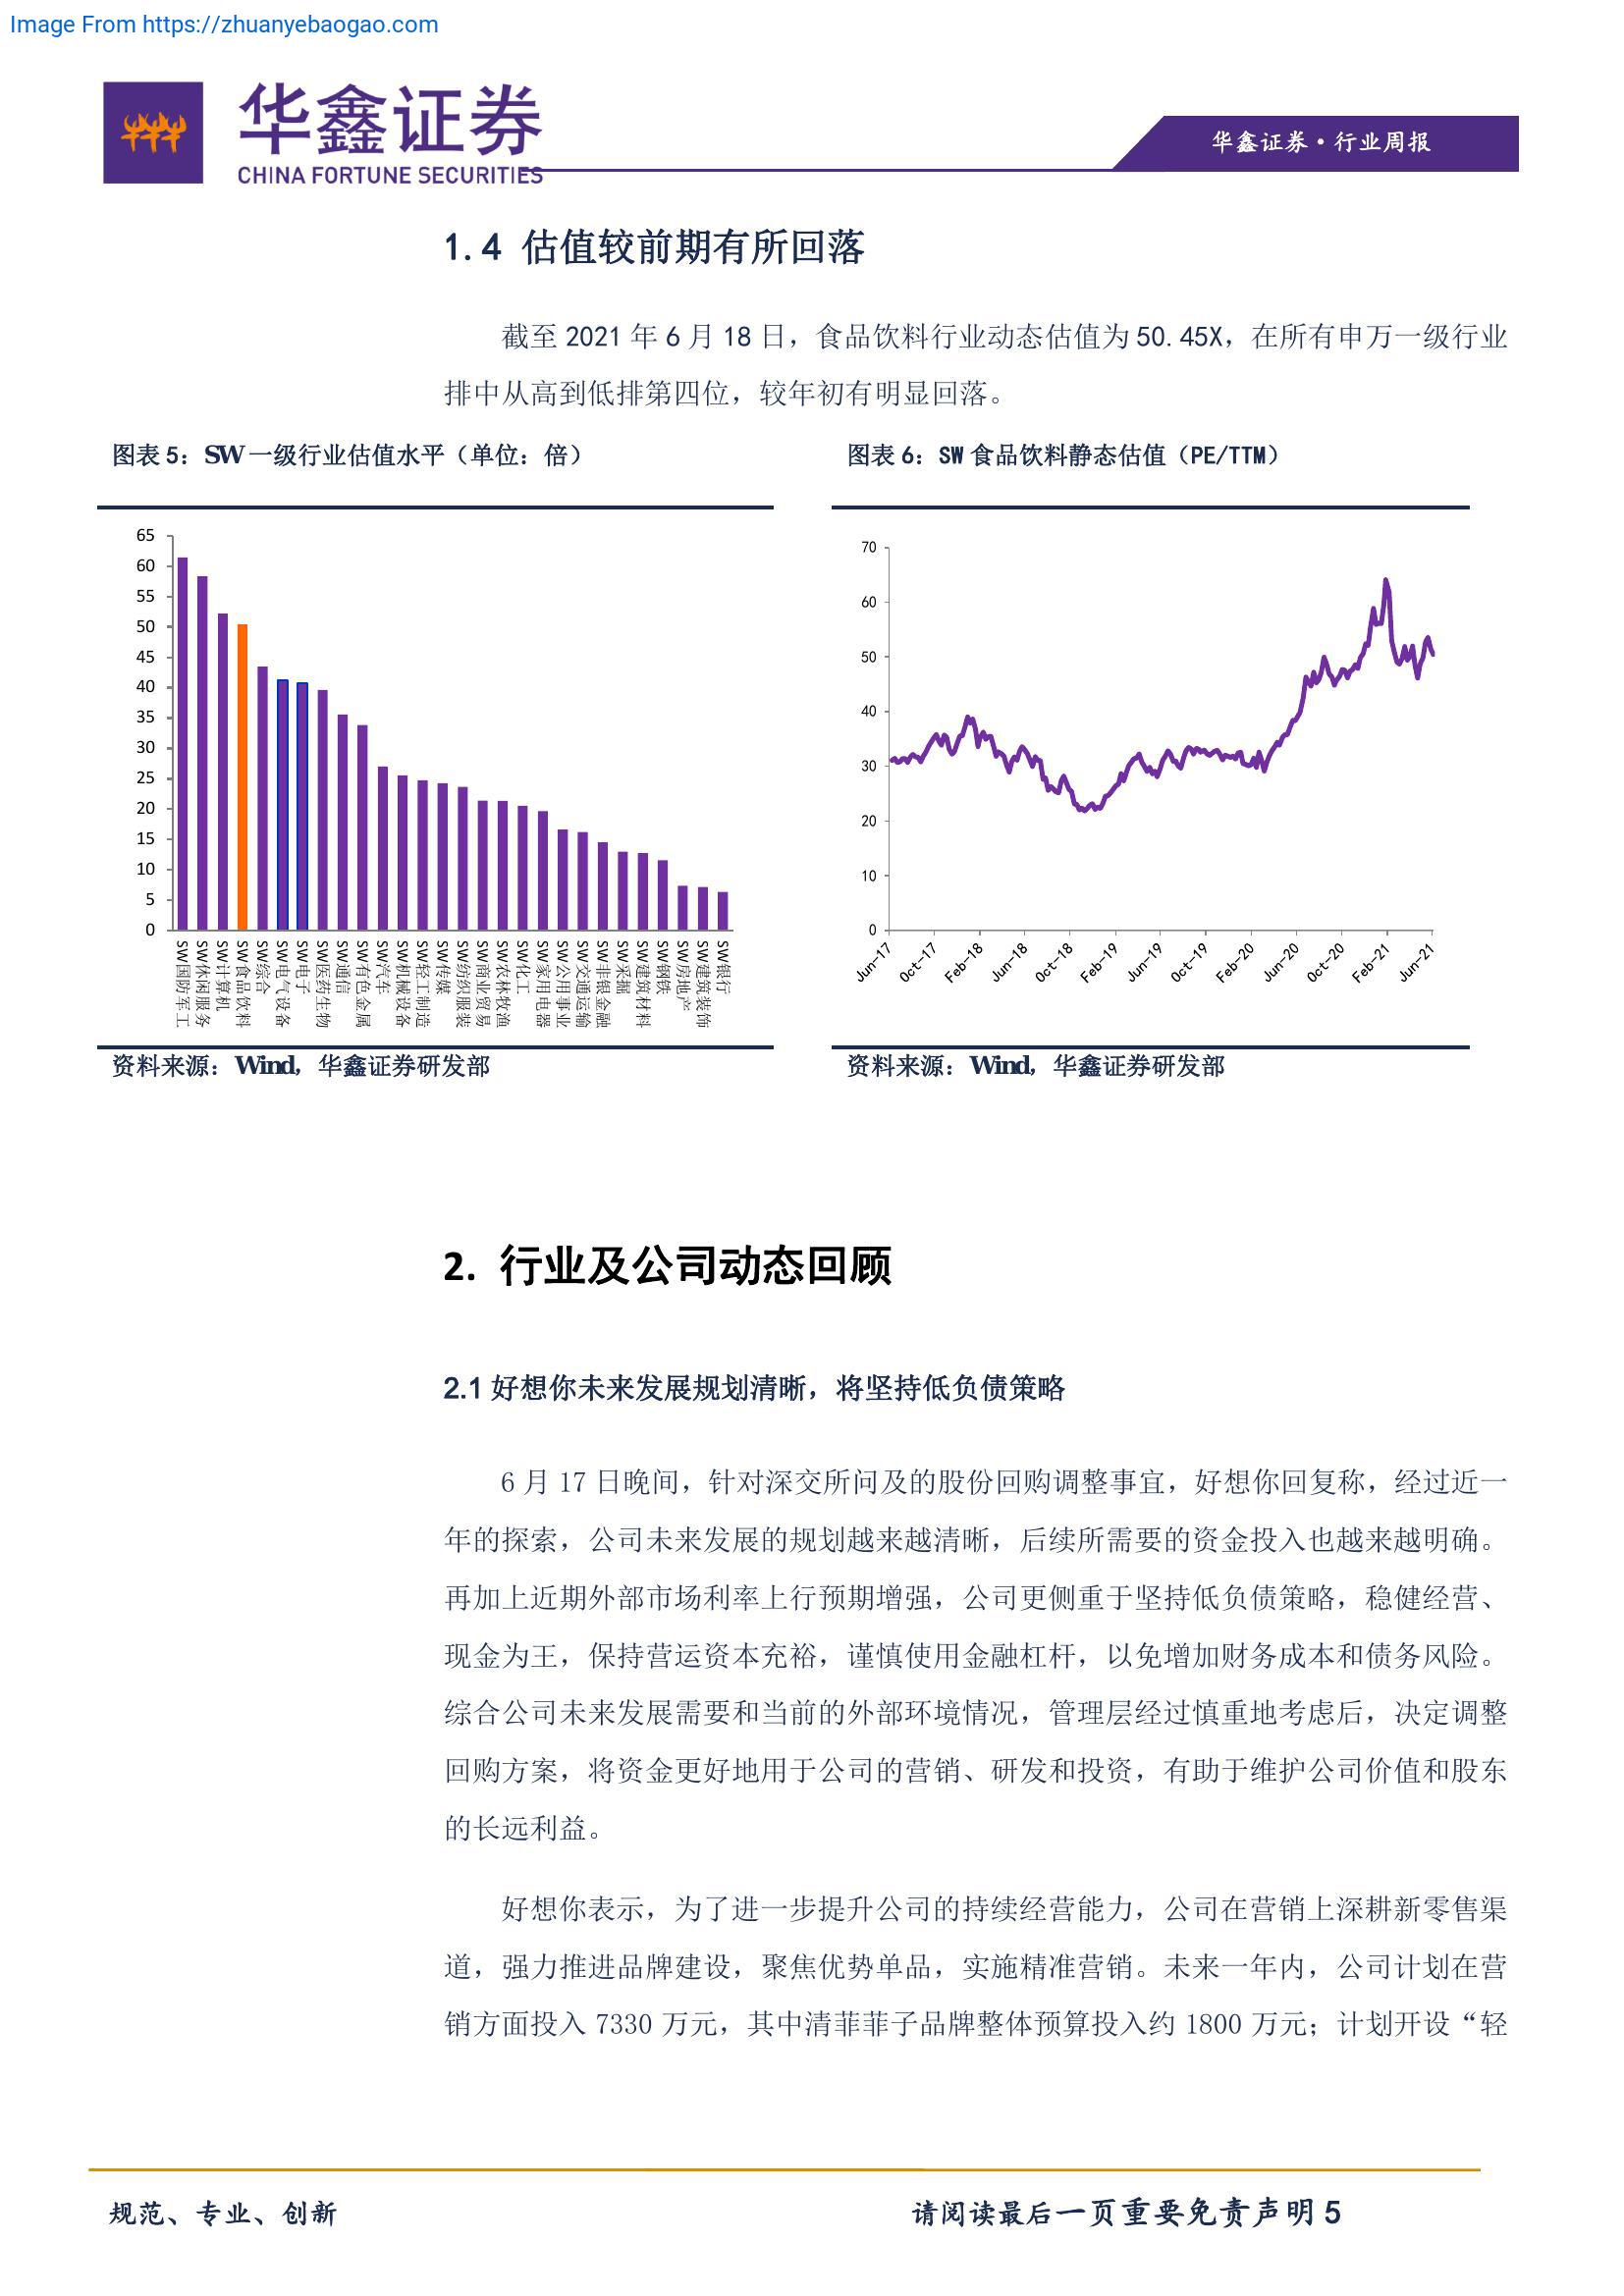 Image From https://zhuanyebaogao.com
华鑫证券
CHINA FORTUNE SECURITIES
华鑫证券·行业周报
1.4 估值较前期有所回落
截至 2021 年 6 月 18 日，食品饮料行业动态估值为 50.45X，在所有申万一级行业
排中从高到低排第四位，较年初有明显回落。
图表 5：SW 一级行业估值水平（单位：倍）
65
60
55
50
45
40
35
30
25
20
15
10
5
0
SW国防军工
SW休闲服务
SW计算机
SW食品饮料
SW综合
SW电气设备
SW电子
SW医药生物
SW通信
SW有色金属
SW汽车
SW机械设备
SW轻工制造
SW传媒
SW纺织服装
SW商业贸易
SW农林牧渔
SW化工
SW家用电器
SW公用事业
SW交通运输
SW非银金融
SW采掘
SW建筑材料
SW钢铁
SW房地产
SW建筑装饰
SW银行
资料来源：Wind，华鑫证券研发部
图表 6：SW 食品饮料静态估值（PE/TTM）
70
60
50
40
30
20
10
0
Jun-17
Oct-17
Feb-18
Jun-18
Oct-18
Feb-19
Jun-19
Oct-19
Feb-20
Jun-20
Oct-20
Feb-21
Jun-21
资料来源：Wind，华鑫证券研发部
2. 行业及公司动态回顾
2.1 好想你未来发展规划清晰，将坚持低负债策略
6 月 17 日晚间，针对深交所问及的股份回购调整事宜，好想你回复称，经过近一
年的探索，公司未来发展的规划越来越清晰，后续所需要的资金投入也越来越明确。
再加上近期外部市场利率上行预期增强，公司更侧重于坚持低负债策略，稳健经营、
现金为王，保持营运资本充裕，谨慎使用金融杠杆，以免增加财务成本和债务风险。
综合公司未来发展需要和当前的外部环境情况，管理层经过慎重地考虑后，决定调整
回购方案，将资金更好地用于公司的营销、研发和投资，有助于维护公司价值和股东
的长远利益。
好想你表示，为了进一步提升公司的持续经营能力，公司在营销上深耕新零售渠
道，强力推进品牌建设，聚焦优势单品，实施精准营销。未来一年内，公司计划在营
销方面投入 7330 万元，其中清菲菲子品牌整体预算投入约 1800 万元；计划开设“轻
规范、专业、创新
请阅读最后一页重要免责声明 5